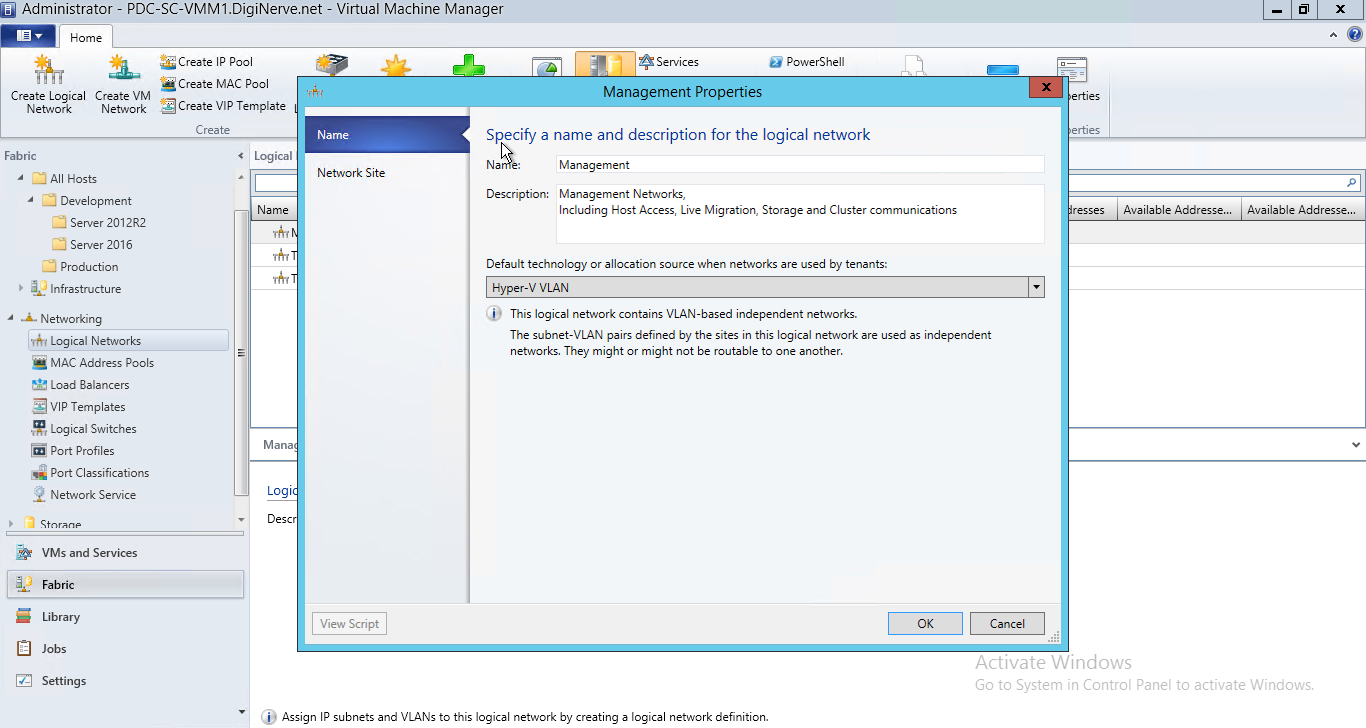 Administrator - PDC-SC-VMM1.DigiNerve.net - Virtual Machine Manager
Home
Create Logical Network
Create VM Network
Create IP Pool
Create MAC Pool
Create VIP Template
Create
Services
PowerShell
Management Properties
Fabric
All Hosts
Development
Server 2012R2
Server 2016
Production
Infrastructure
Networking
Logical Networks
MAC Address Pools
Load Balancers
VIP Templates
Logical Switches
Port Profiles
Port Classifications
Network Service
Storage
VMs and Services
Fabric
Library
Jobs
Settings
Logical
Name
Available Addresse...
Available Addresse...
Name
Network Site
Specify a name and description for the logical network
Name:
Management
Description:
Management Networks,
Including Host Access, Live Migration, Storage and Cluster communications
Default technology or allocation source when networks are used by tenants:
Hyper-V VLAN
This logical network contains VLAN-based independent networks.
The subnet-VLAN pairs defined by the sites in this logical network are used as independent
networks. They might or might not be routable to one another.
View Script
OK
Cancel
Activate Windows
Go to System in Control Panel to activate Windows.
Assign IP subnets and VLANs to this logical network by creating a logical network definition.